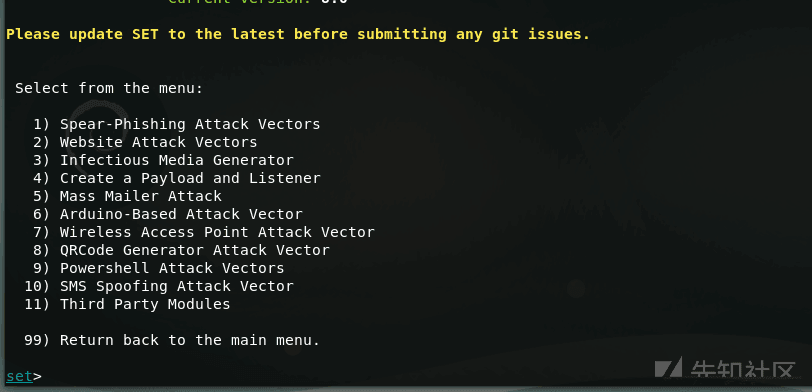 Current version: 8.0
Please update SET to the latest before submitting any git issues.
Select from the menu:
1) Spear-Phishing Attack Vectors
2) Website Attack Vectors
3) Infectious Media Generator
4) Create a Payload and Listener
5) Mass Mailer Attack
6) Arduino-Based Attack Vector
7) Wireless Access Point Attack Vector
8) QRCode Generator Attack Vector
9) Powershell Attack Vectors
10) SMS Spoofing Attack Vector
11) Third Party Modules
99) Return back to the main menu.
set>
先知社区